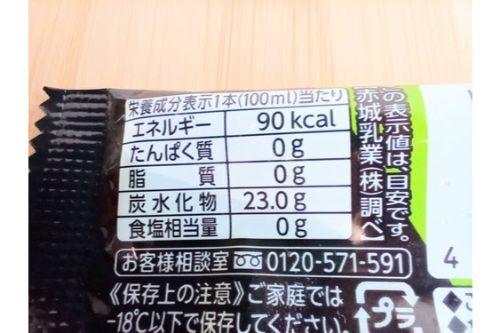 栄養成分表示1本(100ml)当たり
エネルギー 90 kcal
たんぱく質 0g
脂質 0g
炭水化物 23.0g
食塩相当量 0g
お客様相談室 0120-571-591
《保存上の注意》ご家庭では
-18℃以下で保存してください
の表示値は、目安です。
赤城乳業(株)調べ
プラ
4